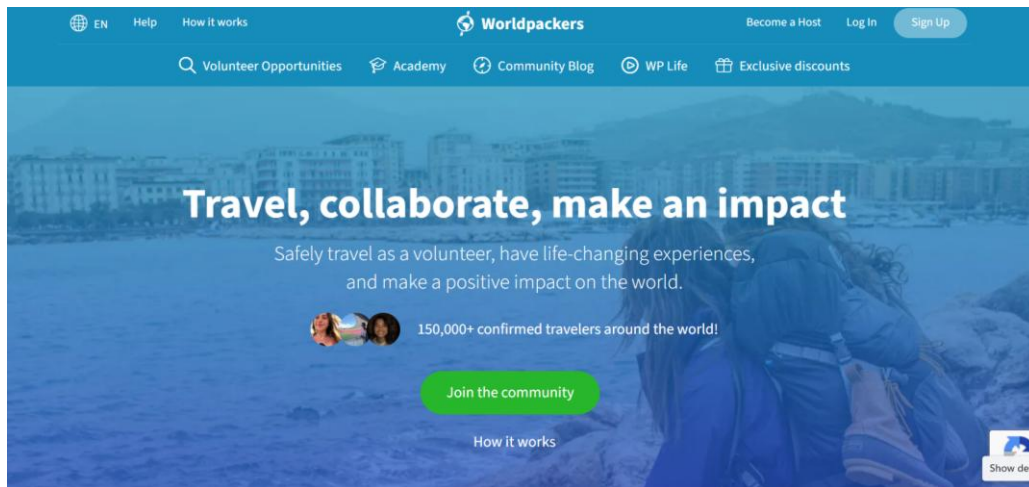 EN Help How it works Worldpackers Become a Host Log In Sign Up
Volunteer Opportunities Academy Community Blog WP Life Exclusive discounts
Travel, collaborate, make an impact
Safely travel as a volunteer, have life-changing experiences,
and make a positive impact on the world.
150,000+ confirmed travelers around the world!
Join the community
How it works
Show de